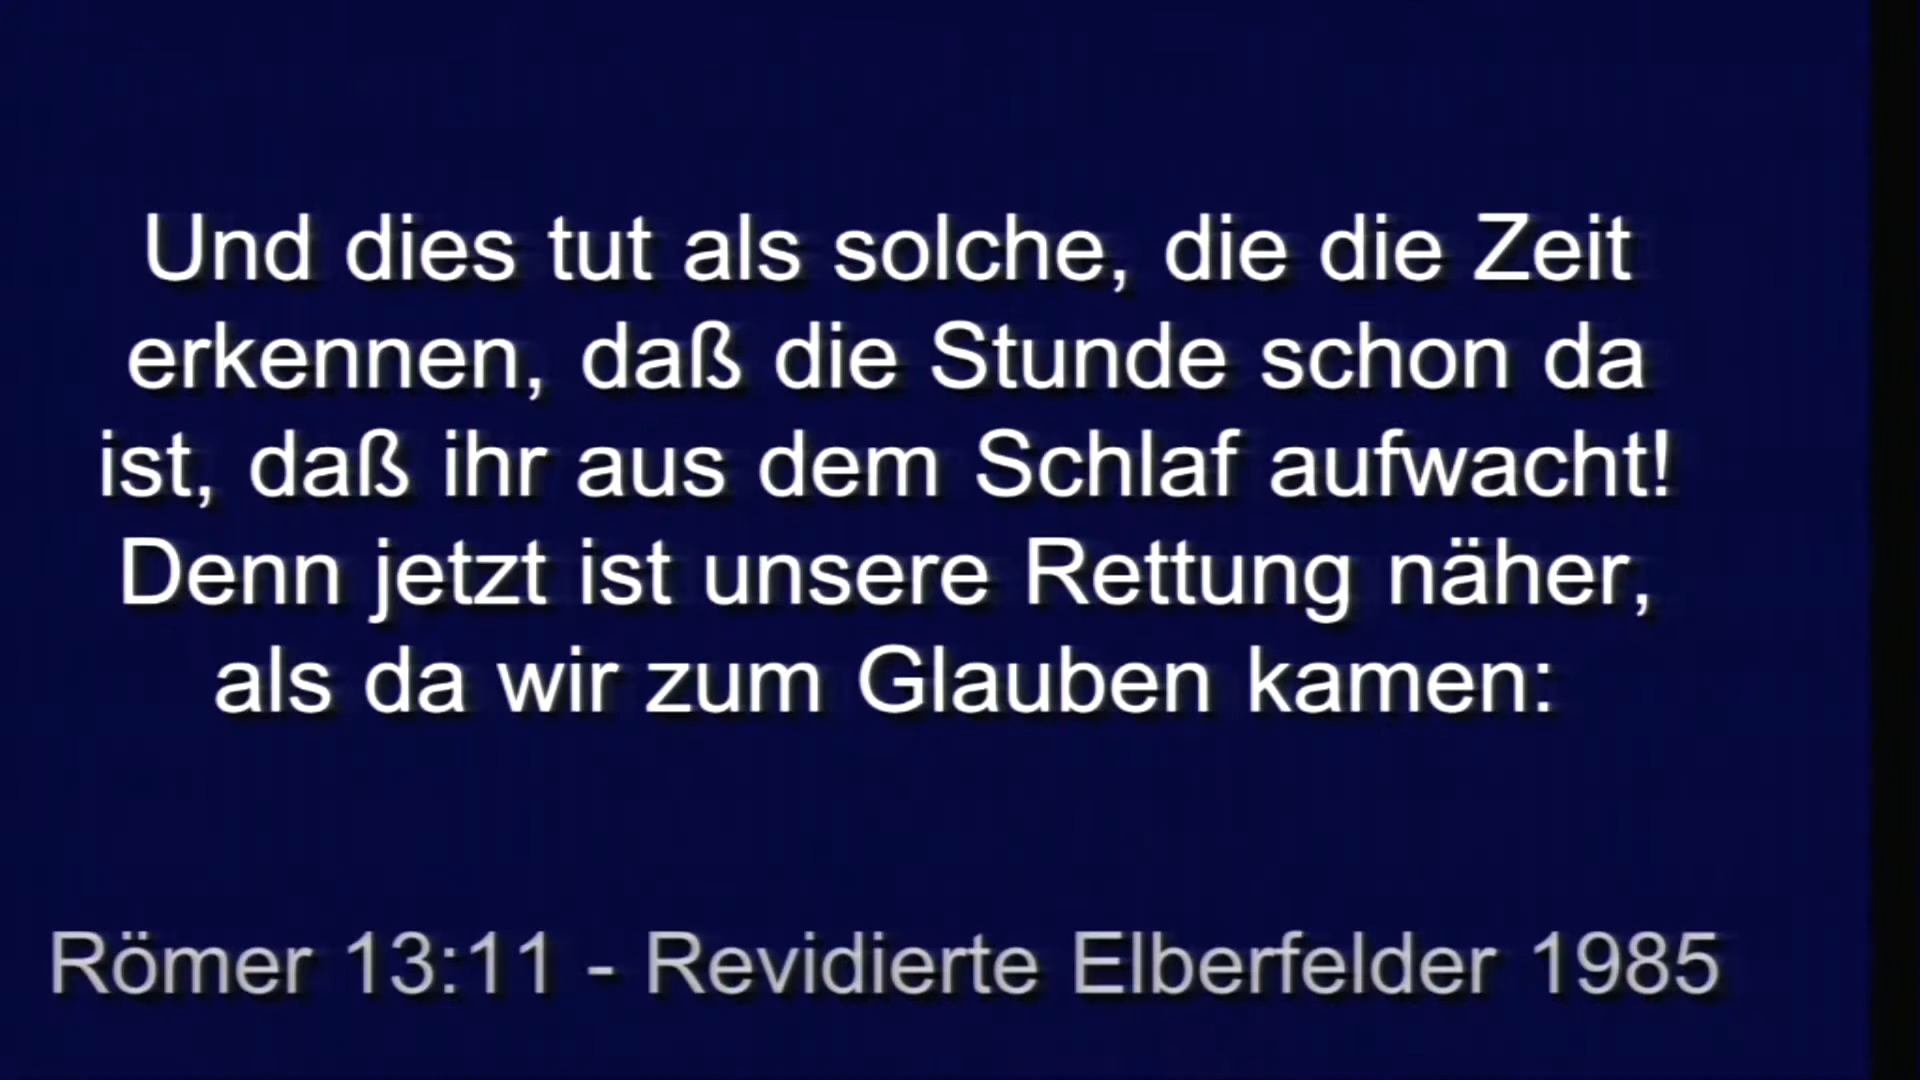 Und dies tut als solche, die die Zeit
erkennen, daß die Stunde schon da
ist, daß ihr aus dem Schlaf aufwacht!
Denn jetzt ist unsere Rettung näher,
als da wir zum Glauben kamen:
Römer 13:11 - Revidierte Elberfelder 1985